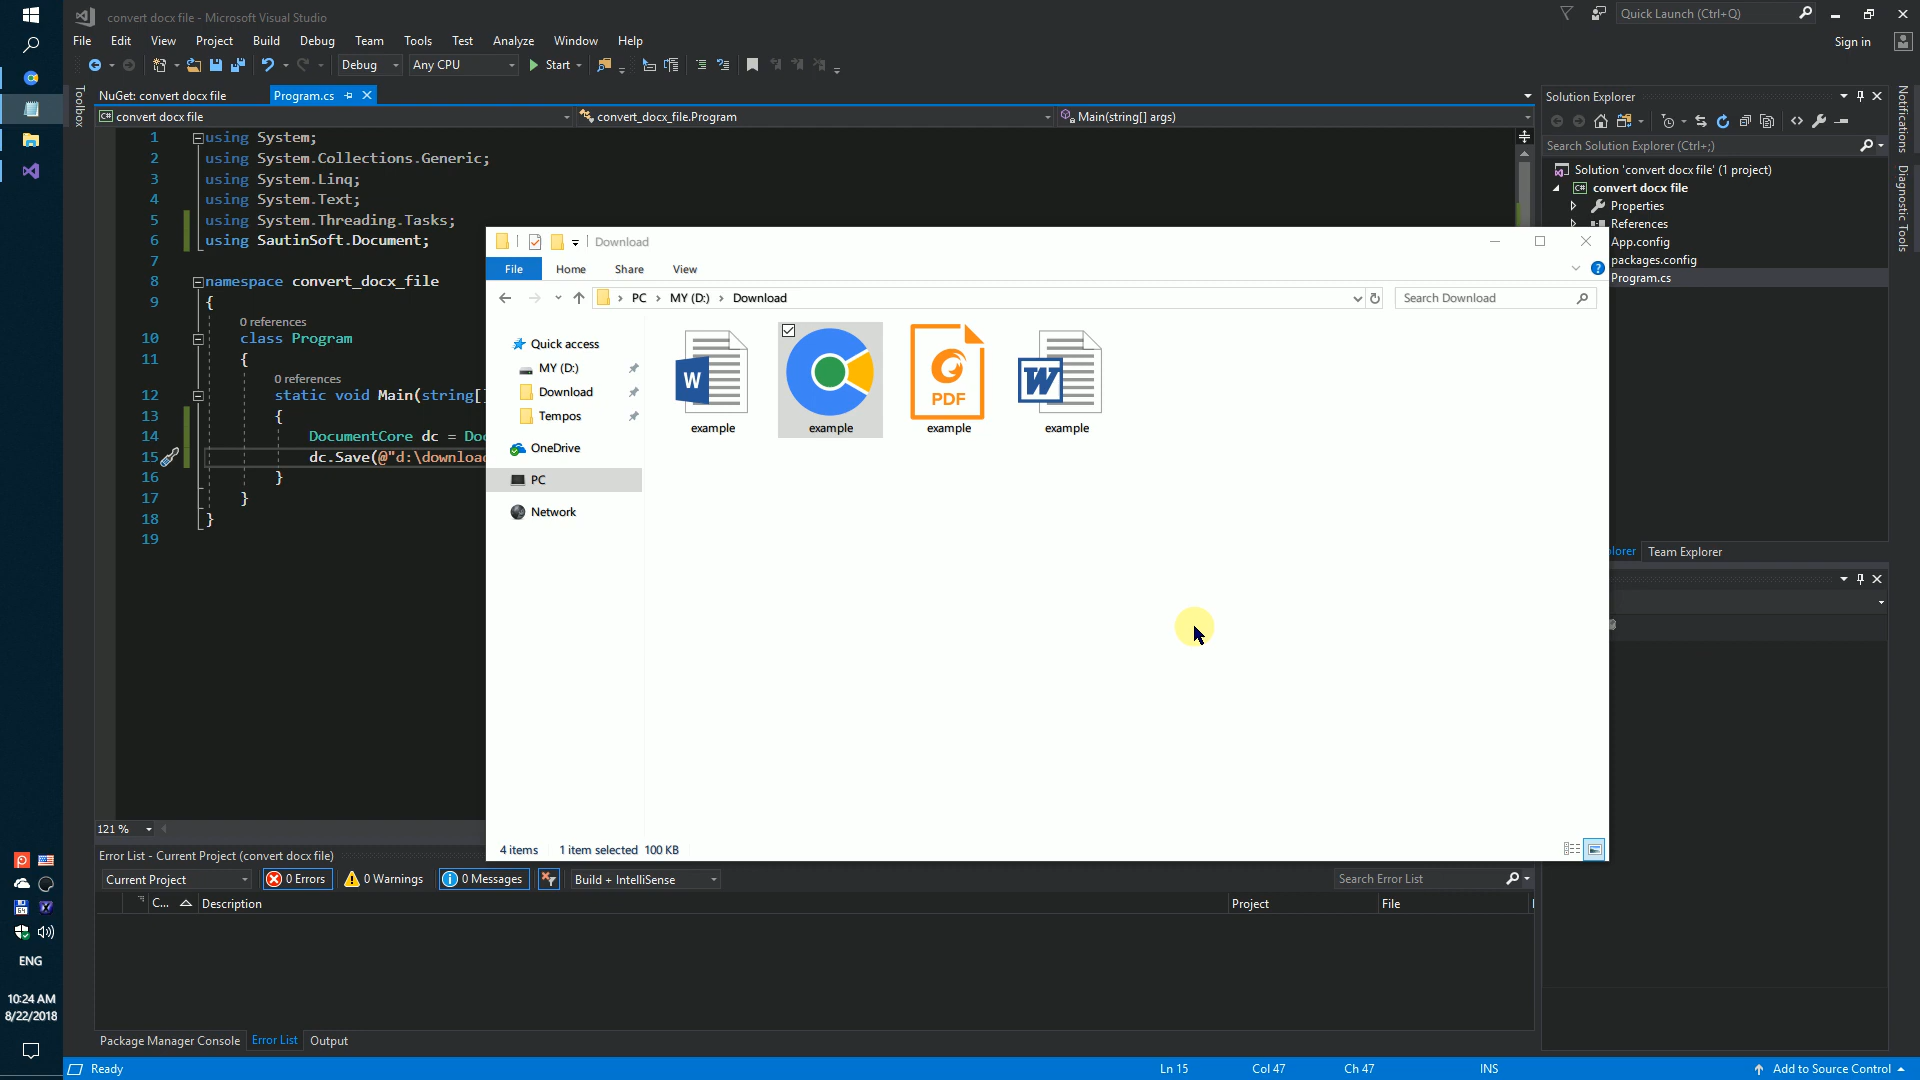 convert docx file - Microsoft Visual Studio
Quick Launch (Ctrl+Q)
File Edit View Project Build Debug Team Tools Test Analyze Window Help
Sign in
Debug Any CPU Start
Toolbox
NuGet: convert docx file Program.cs
convert docx file convert_docx_file.Program Main(string[] args)
1 using System;
2 using System.Collections.Generic;
3 using System.Linq;
4 using System.Text;
5 using System.Threading.Tasks;
6 using SautinSoft.Document;
7
8 namespace convert_docx_file
9 {
0 references
10 class Program
11 {
0 references
12 static void Main(string[]
13 {
14 DocumentCore dc = Doc
15 dc.Save(@"d:\download
16 }
17 }
18 }
19
121 %
Download
File Home Share View
PC MY (D:) Download
Search Download
Quick access
MY (D:)
Download
Tempos
OneDrive
PC
Network
W
PDF
W
example example example example
4 items 1 item selected 100 KB
Solution Explorer
Search Solution Explorer (Ctrl+;)
Solution 'convert docx file' (1 project)
convert docx file
Properties
References
App.config
packages.config
Program.cs
Notifications
Diagnostic Tools
plorer Team Explorer
Error List - Current Project (convert docx file)
Current Project 0 Errors 0 Warnings 0 Messages Build + IntelliSense
Search Error List
C... Description Project File
Package Manager Console Error List Output
64
ENG
10:24 AM
8/22/2018
Ready
Ln 15 Col 47 Ch 47 INS
Add to Source Control